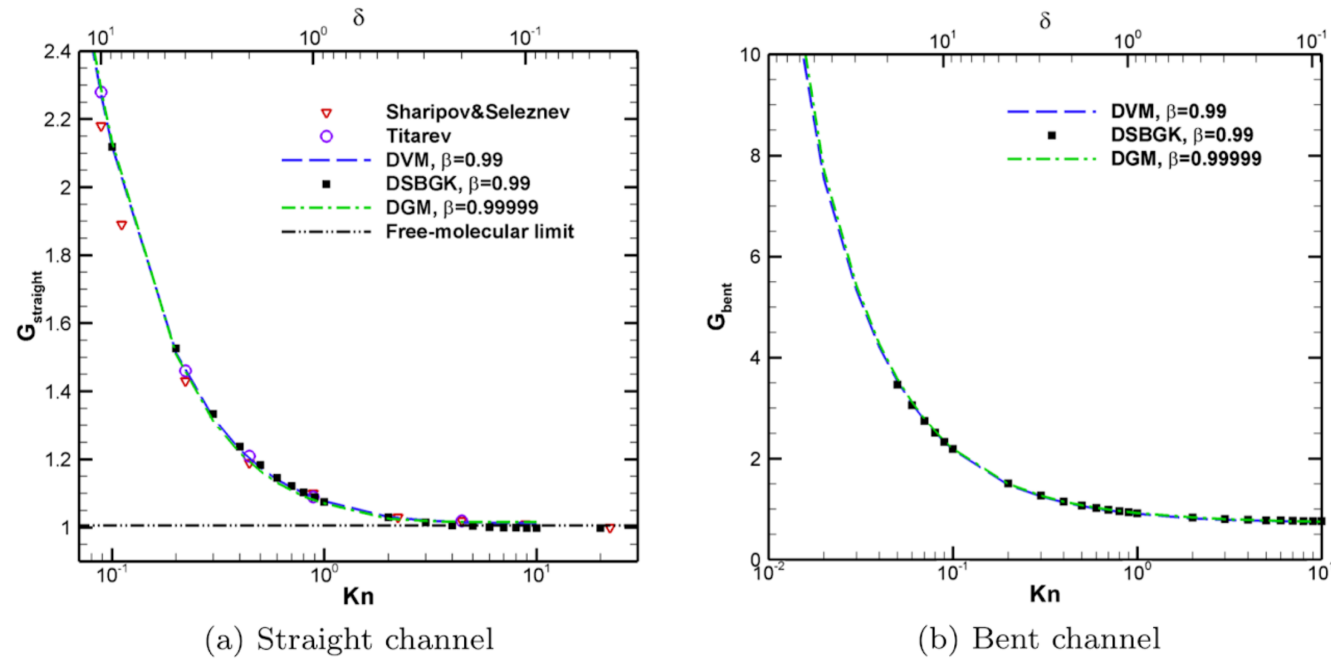 δ
10¹ 10⁰ 10⁻¹
2.4
2.2
2
1.8
1.6
1.4
1.2
1
G_straight
Sharipov&Seleznev
Titarev
DVM, β=0.99
DSBGK, β=0.99
DGM, β=0.99999
Free-molecular limit
10⁻¹ 10⁰ 10¹
Kn
(a) Straight channel
δ
10¹ 10⁰ 10⁻¹
10
8
6
4
2
0
G_bent
DVM, β=0.99
DSBGK, β=0.99
DGM, β=0.99999
10⁻² 10⁻¹ 10⁰ 10¹
Kn
(b) Bent channel